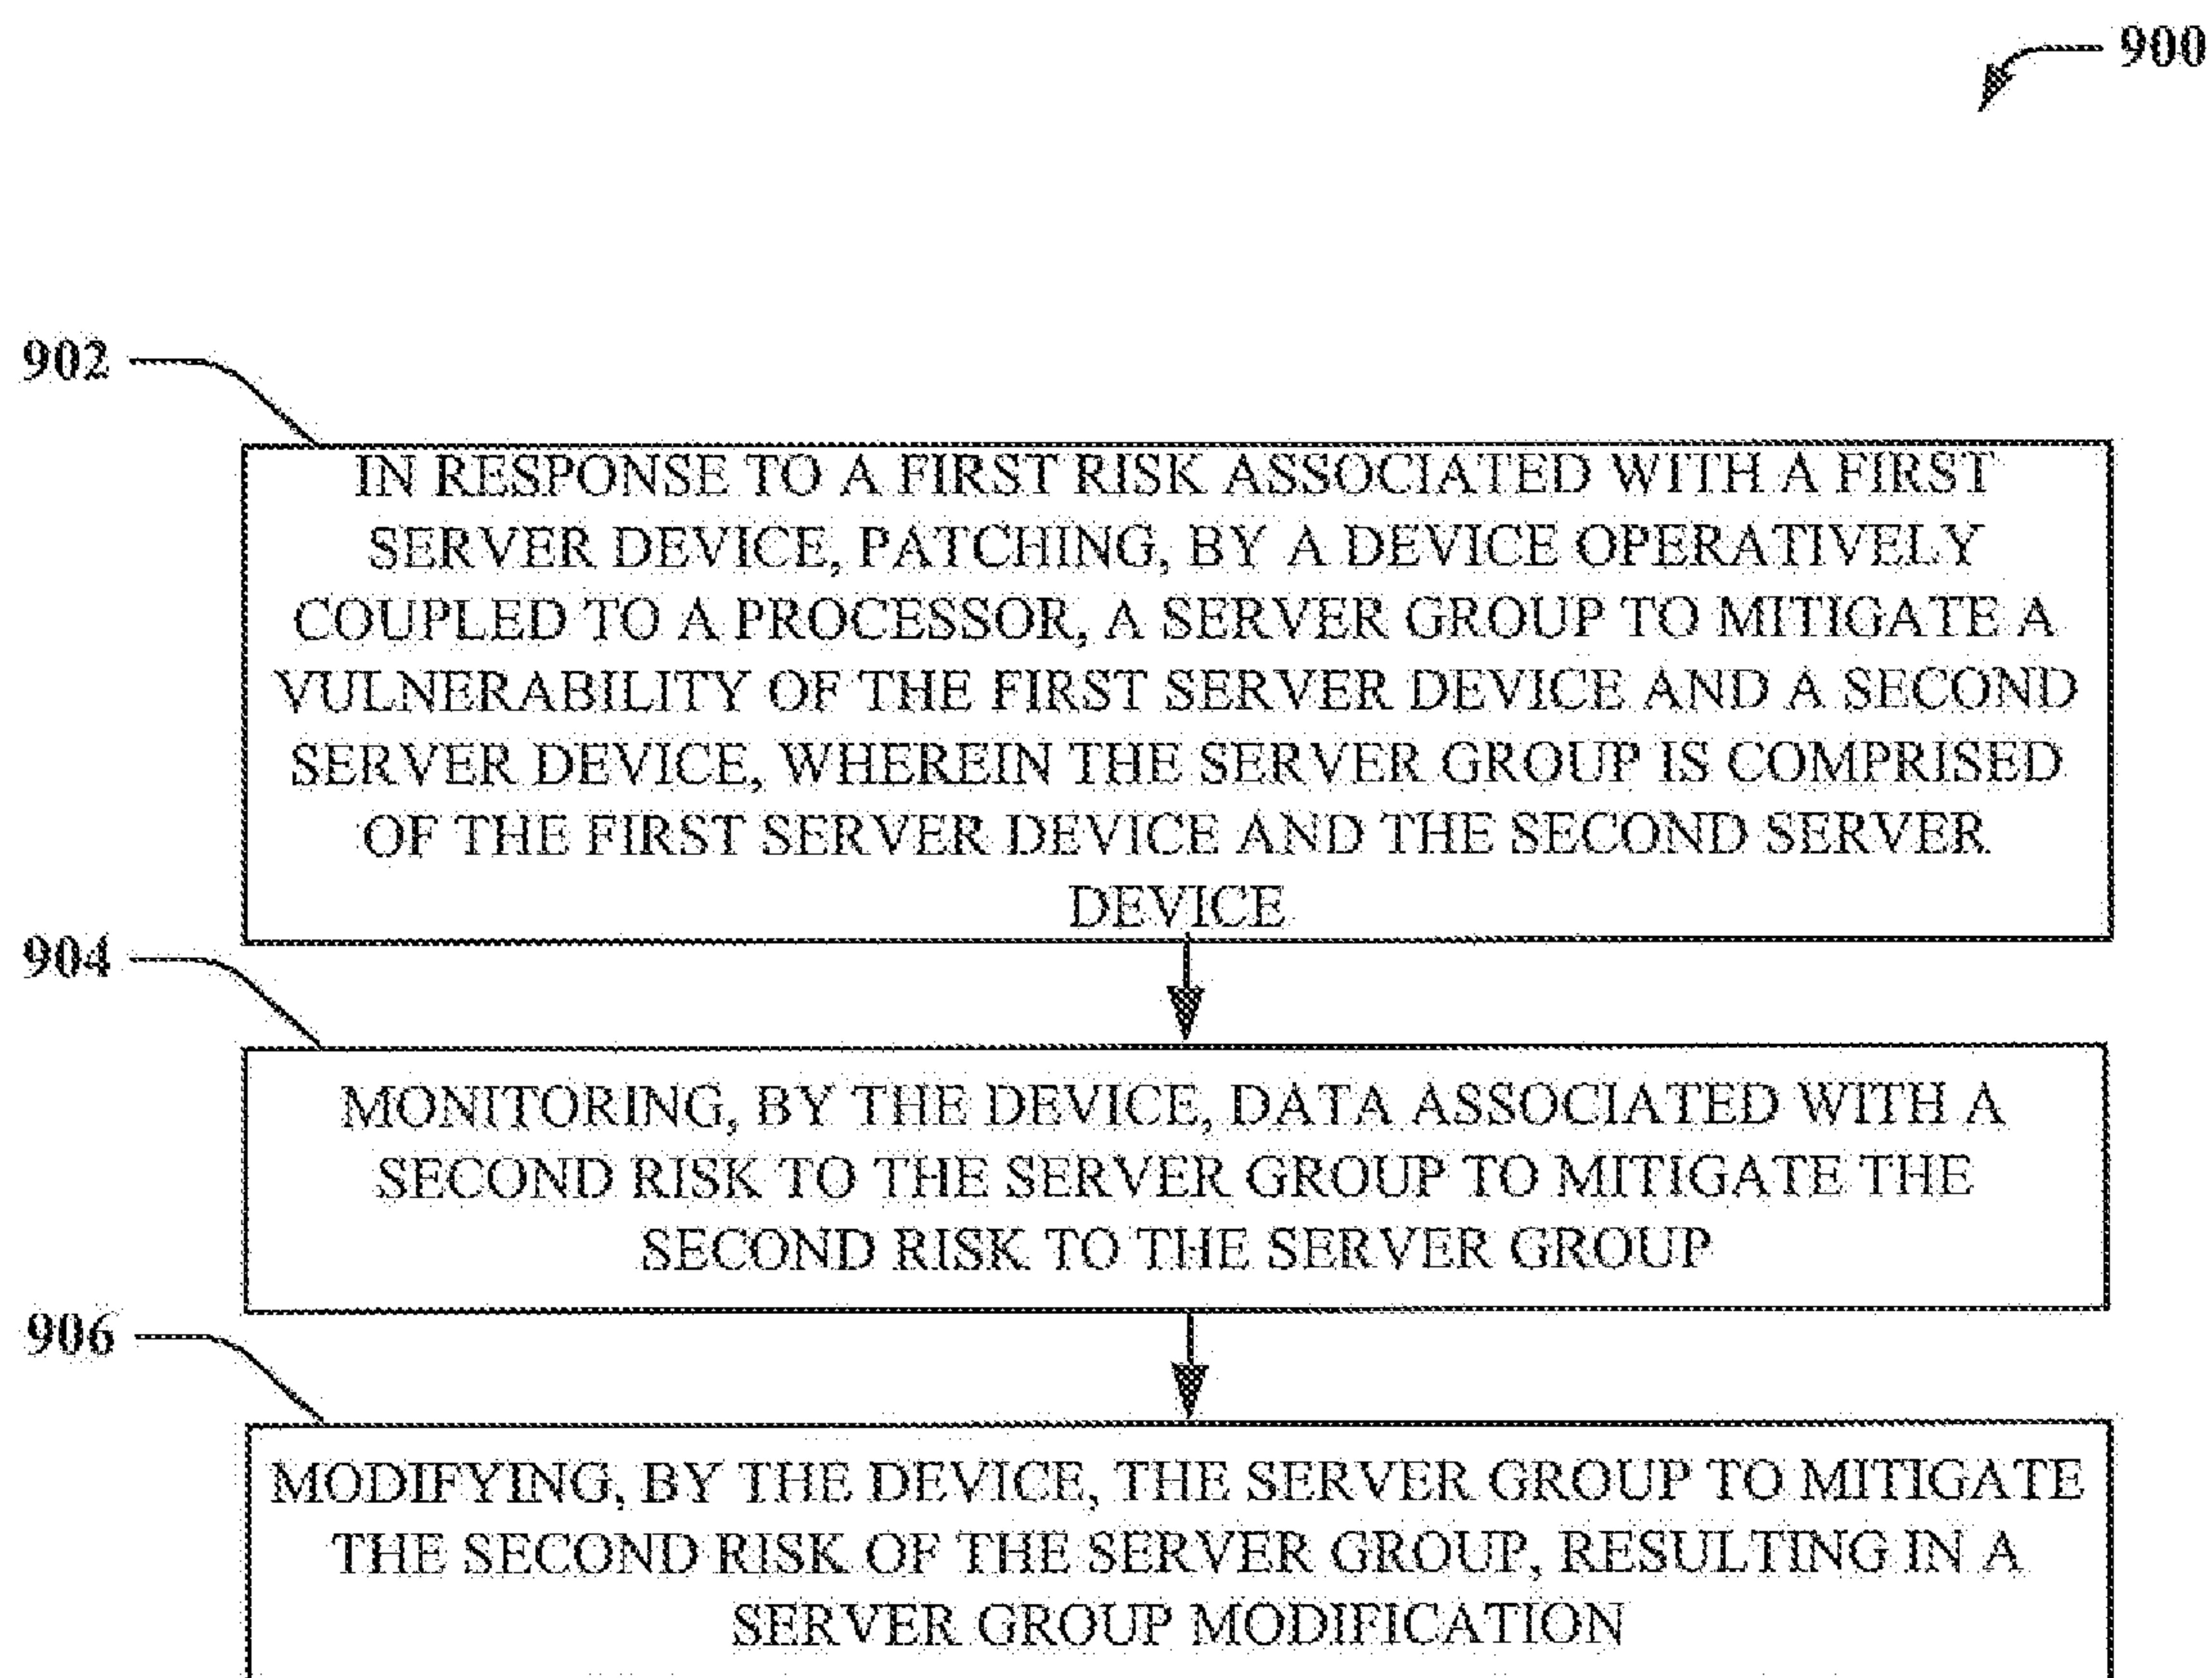 900
902
IN RESPONSE TO A FIRST RISK ASSOCIATED WITH A FIRST
SERVER DEVICE, PATCHING, BY A DEVICE OPERATIVELY
COUPLED TO A PROCESSOR, A SERVER GROUP TO MITIGATE A
VULNERABILITY OF THE FIRST SERVER DEVICE AND A SECOND
SERVER DEVICE, WHEREIN THE SERVER GROUP IS COMPRISED
OF THE FIRST SERVER DEVICE AND THE SECOND SERVER
DEVICE
904
MONITORING, BY THE DEVICE, DATA ASSOCIATED WITH A
SECOND RISK TO THE SERVER GROUP TO MITIGATE THE
SECOND RISK TO THE SERVER GROUP
906
MODIFYING, BY THE DEVICE, THE SERVER GROUP TO MITIGATE
THE SECOND RISK OF THE SERVER GROUP, RESULTING IN A
SERVER GROUP MODIFICATION